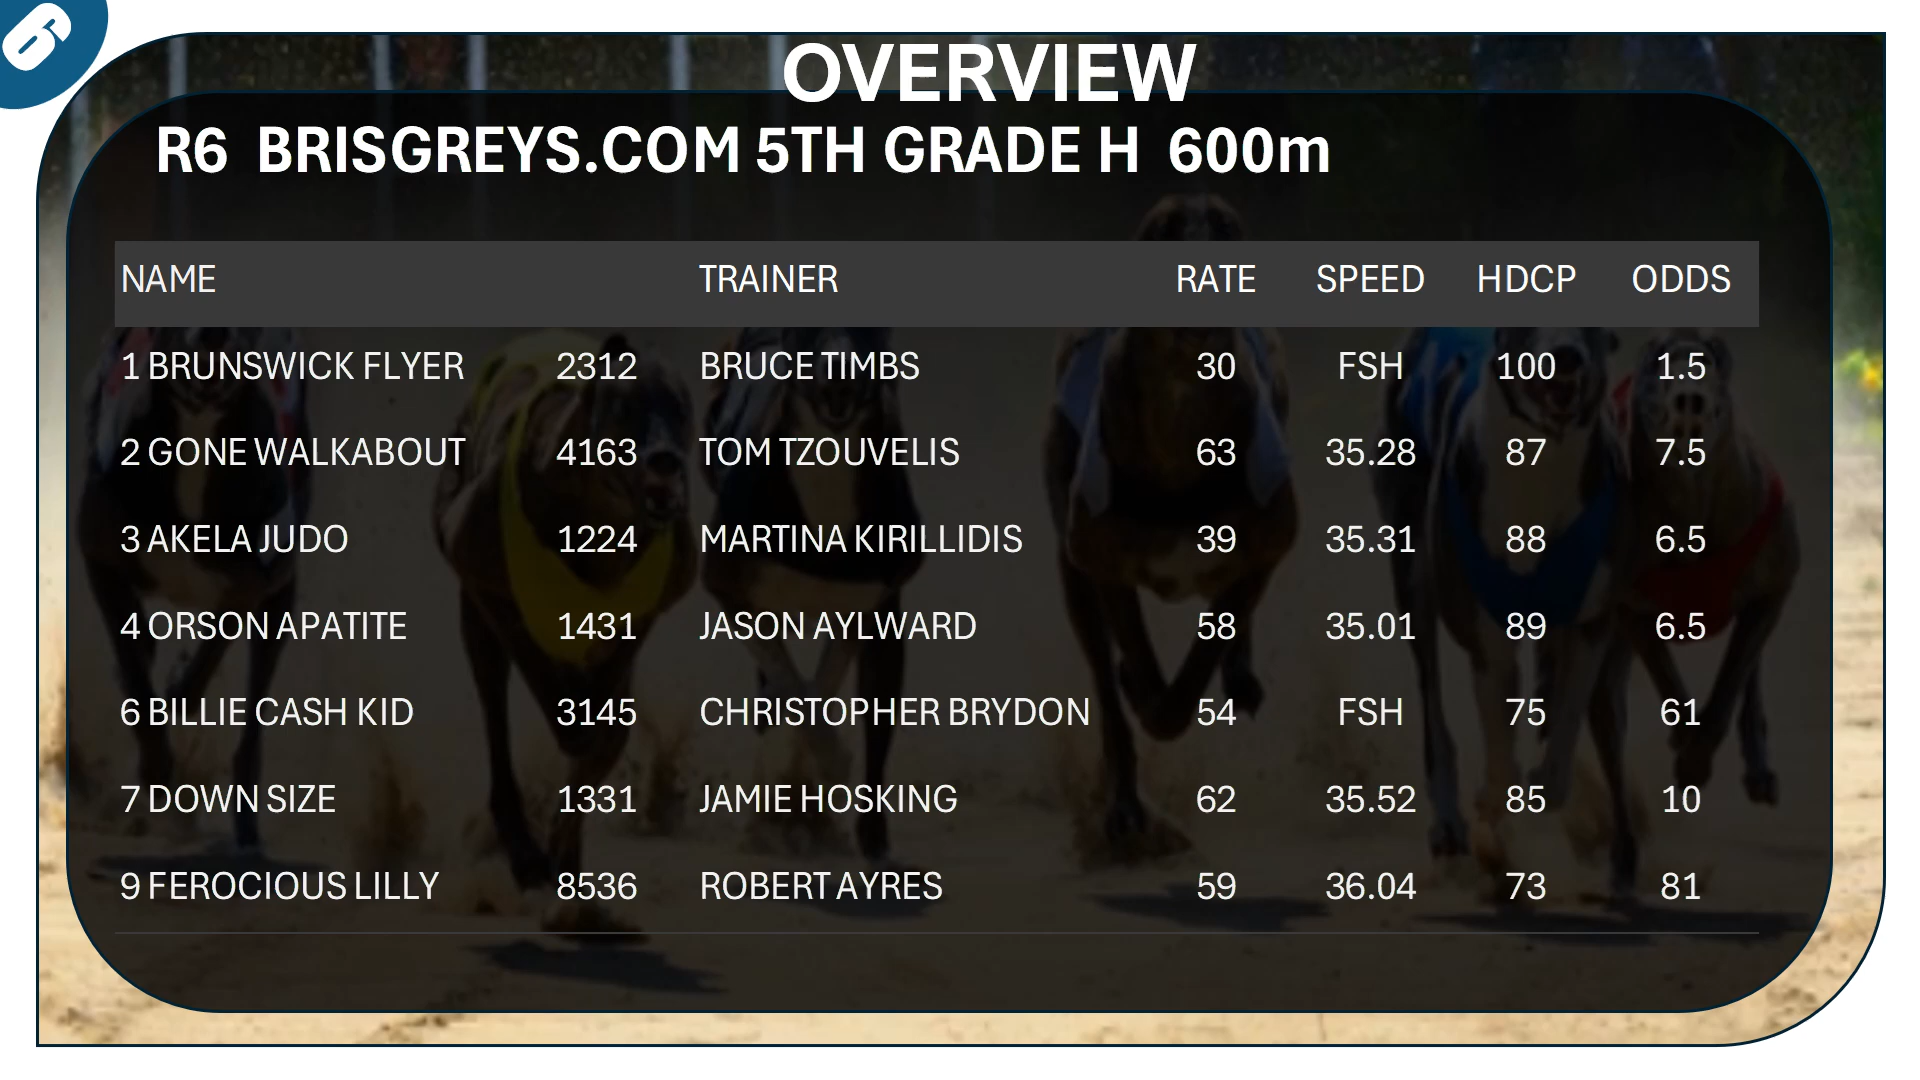 6
OVERVIEW
R6 BRISGREYS.COM 5TH GRADE H 600m
NAME TRAINER RATE SPEED HDCP ODDS
1 BRUNSWICK FLYER 2312 BRUCE TIMBS 30 FSH 100 1.5
2 GONE WALKABOUT 4163 TOM TZOUVELIS 63 35.28 87 7.5
3 AKELA JUDO 1224 MARTINA KIRILLIDIS 39 35.31 88 6.5
4 ORSON APATITE 1431 JASON AYLWARD 58 35.01 89 6.5
6 BILLIE CASH KID 3145 CHRISTOPHER BRYDON 54 FSH 75 61
7 DOWN SIZE 1331 JAMIE HOSKING 62 35.52 85 10
9 FEROCIOUS LILLY 8536 ROBERT AYRES 59 36.04 73 81